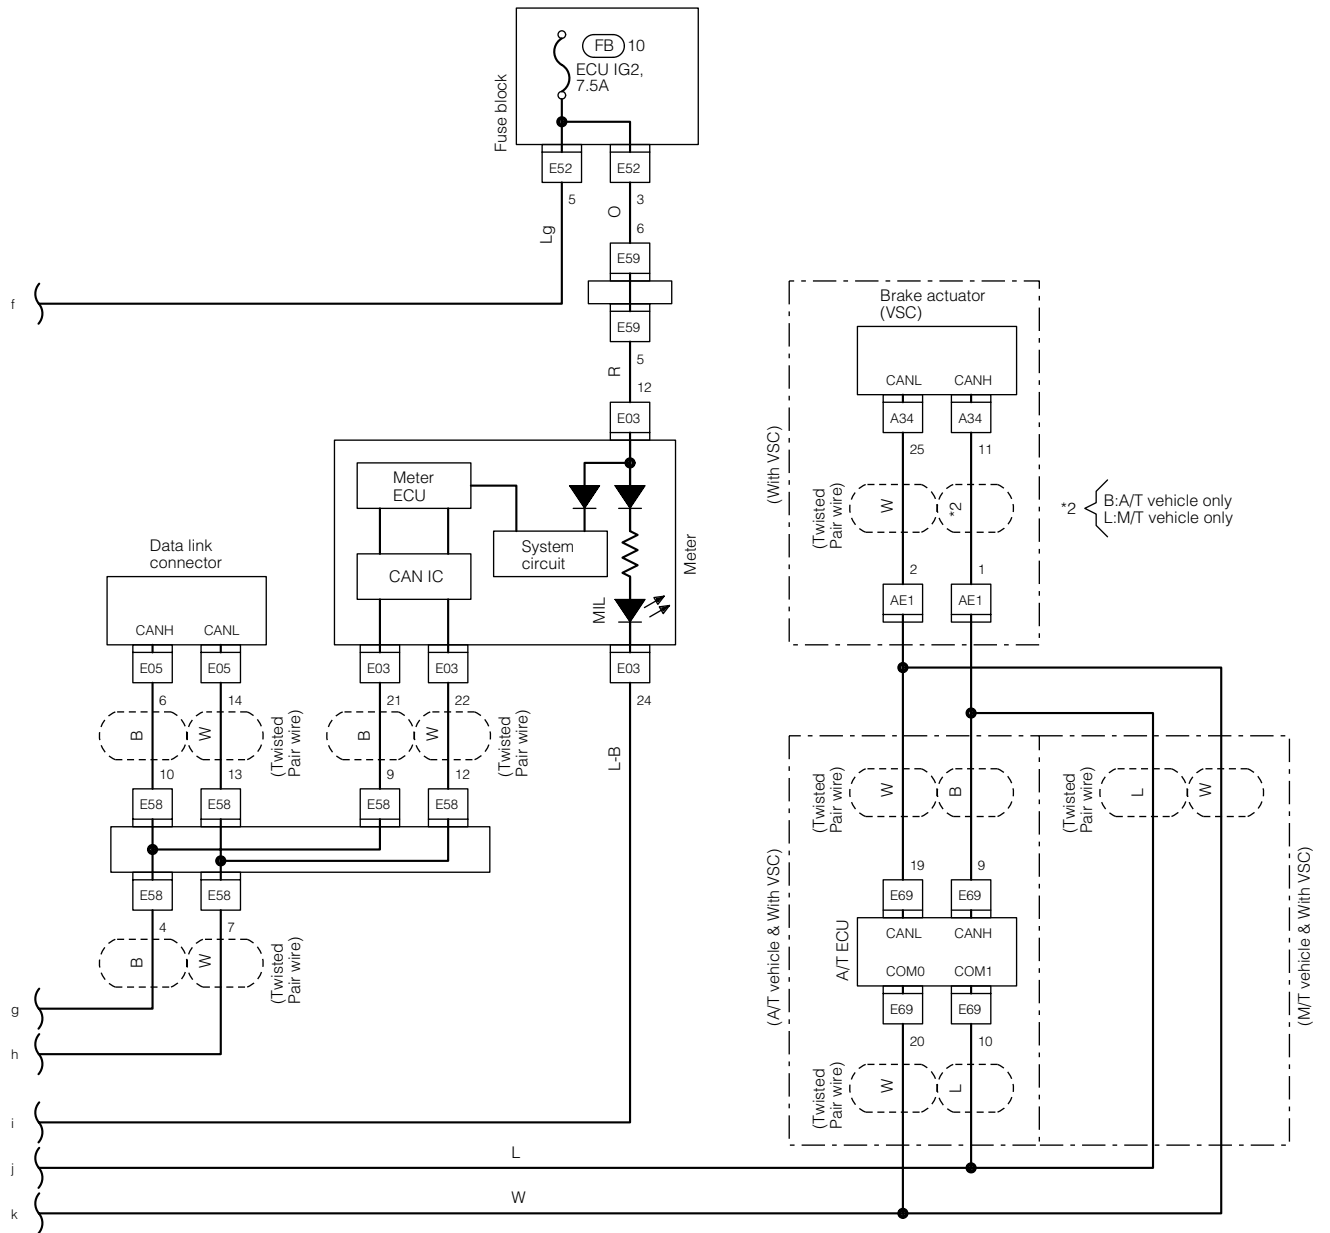 FB 10
ECU IG2,
7.5A
Fuse block
E52 E52
5 3
O
Lg
6
E59
f
E59
R
5
12
E03
Brake actuator
(VSC)
CANL CANH
A34 A34
25 11
(With VSC)
(Twisted
Pair wire)
W
*2
*2
B:A/T vehicle only
L:M/T vehicle only
2 1
AE1 AE1
Meter
ECU
System
circuit
CAN IC
MIL
Meter
Data link
connector
CANH CANL
E05 E05
E03 E03 E03
6 14
21 22 24
B W
(Twisted
Pair wire)
B W
(Twisted
Pair wire)
L-B
10 13
9 12
E58 E58
E58 E58
E58 E58
4 7
B W
(Twisted
Pair wire)
(Twisted
Pair wire)
W B
(Twisted
Pair wire)
L W
19 9
E69 E69
A/T ECU
CANL CANH
COM0 COM1
E69 E69
20 10
(Twisted
Pair wire)
W L
(A/T vehicle & With VSC)
(M/T vehicle & With VSC)
g
h
i
j
L
k
W